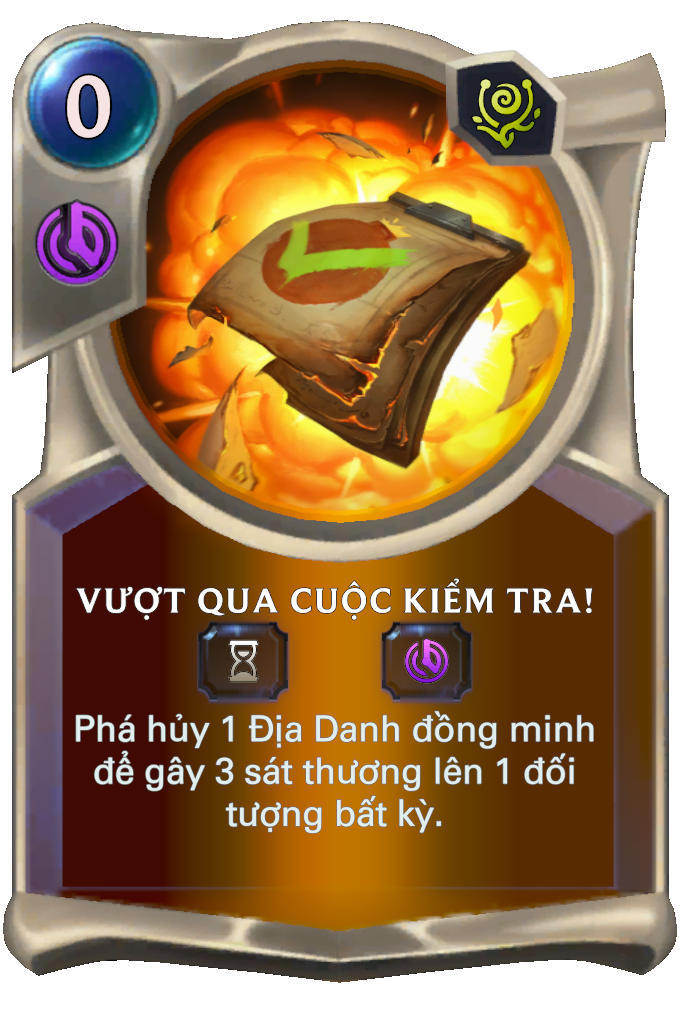 0
VƯỢT QUA CUỘC KIỂM TRA!
Phá hủy 1 Địa Danh đồng minh
để gây 3 sát thương lên 1 đối
tượng bất kỳ.